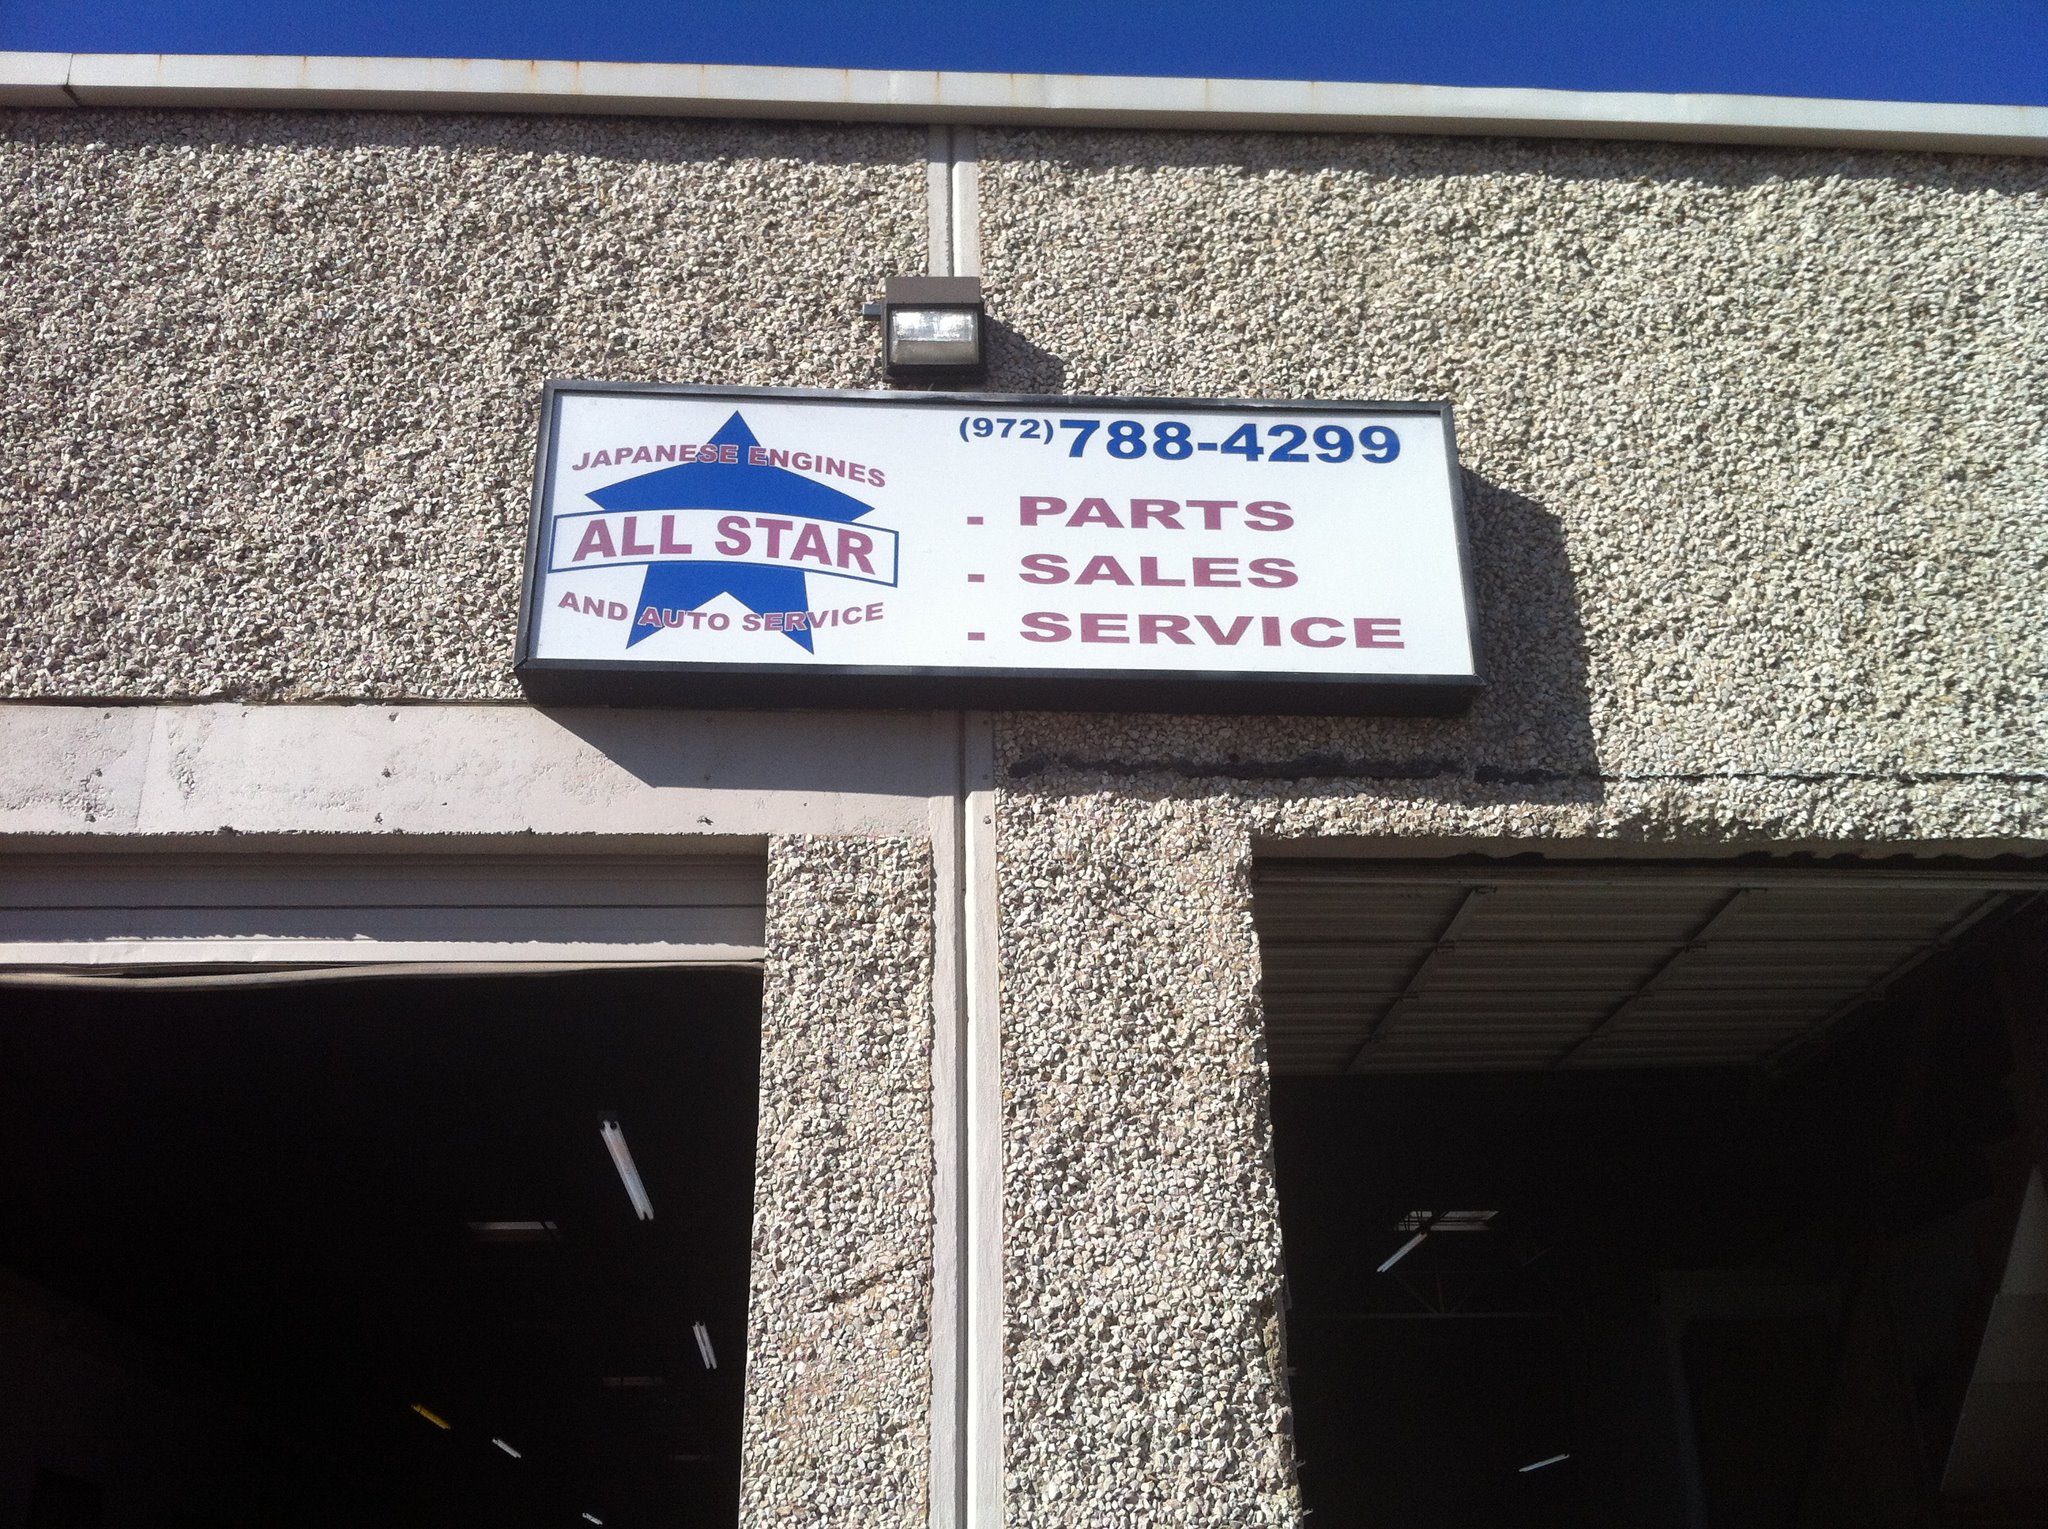 JAPANESE ENGINES
ALL STAR
AND AUTO SERVICE
(972)788-4299
. PARTS
. SALES
. SERVICE